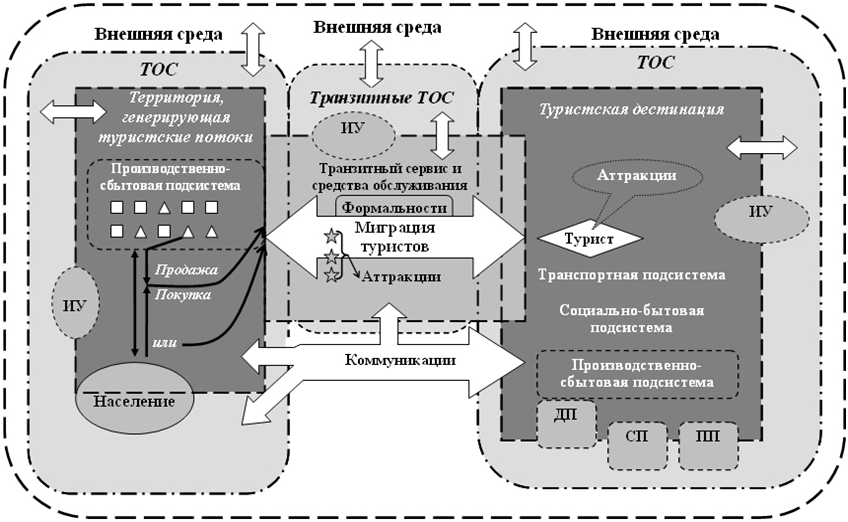 Внешняя среда
Внешняя среда
Внешняя среда
ТОС
Территория,
генерирующая
туристские потоки
Производственно-
сбытовая подсистема
Продажа
Покупка
или
ИУ
Население
Транзитные ТОС
ИУ
Транзитный сервис и
средства обслуживания
Формальности
Миграция
туристов
Аттракции
Коммуникации
ТОС
Туристская дестинация
Аттракции
ИУ
Турист
Транспортная подсистема
Социально-бытовая
подсистема
Производственно-
сбытовая подсистема
ДП
СП
ПП